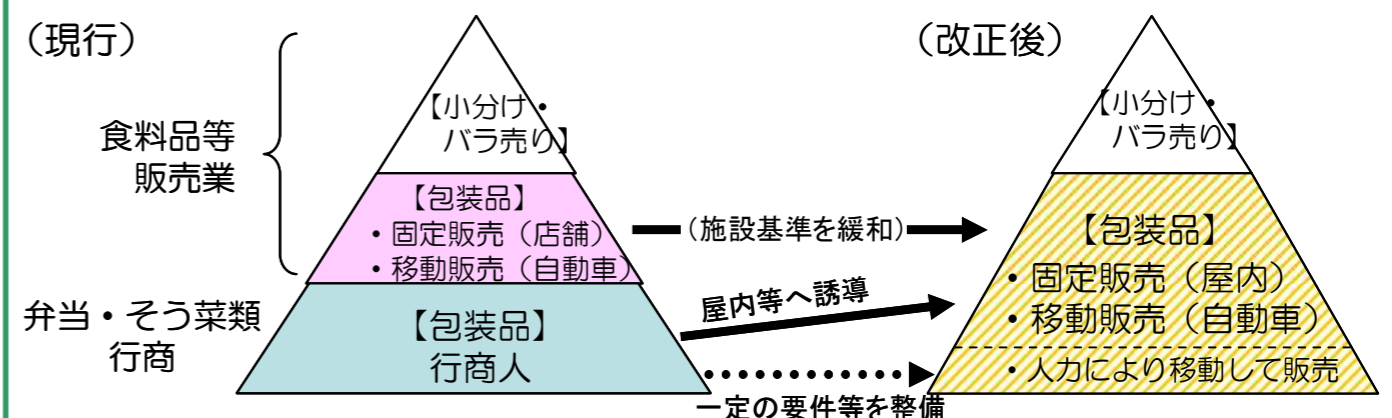 （現行）
食料品等
販売業
弁当・そう菜類
行商
【小分け・
バラ売り】
【包装品】
・固定販売（店舗）
・移動販売（自動車）
【包装品】
行商人
（施設基準を緩和）
屋内等へ誘導
一定の要件等を整備
（改正後）
【小分け・
バラ売り】
【包装品】
・固定販売（屋内）
・移動販売（自動車）
・人力により移動して販売